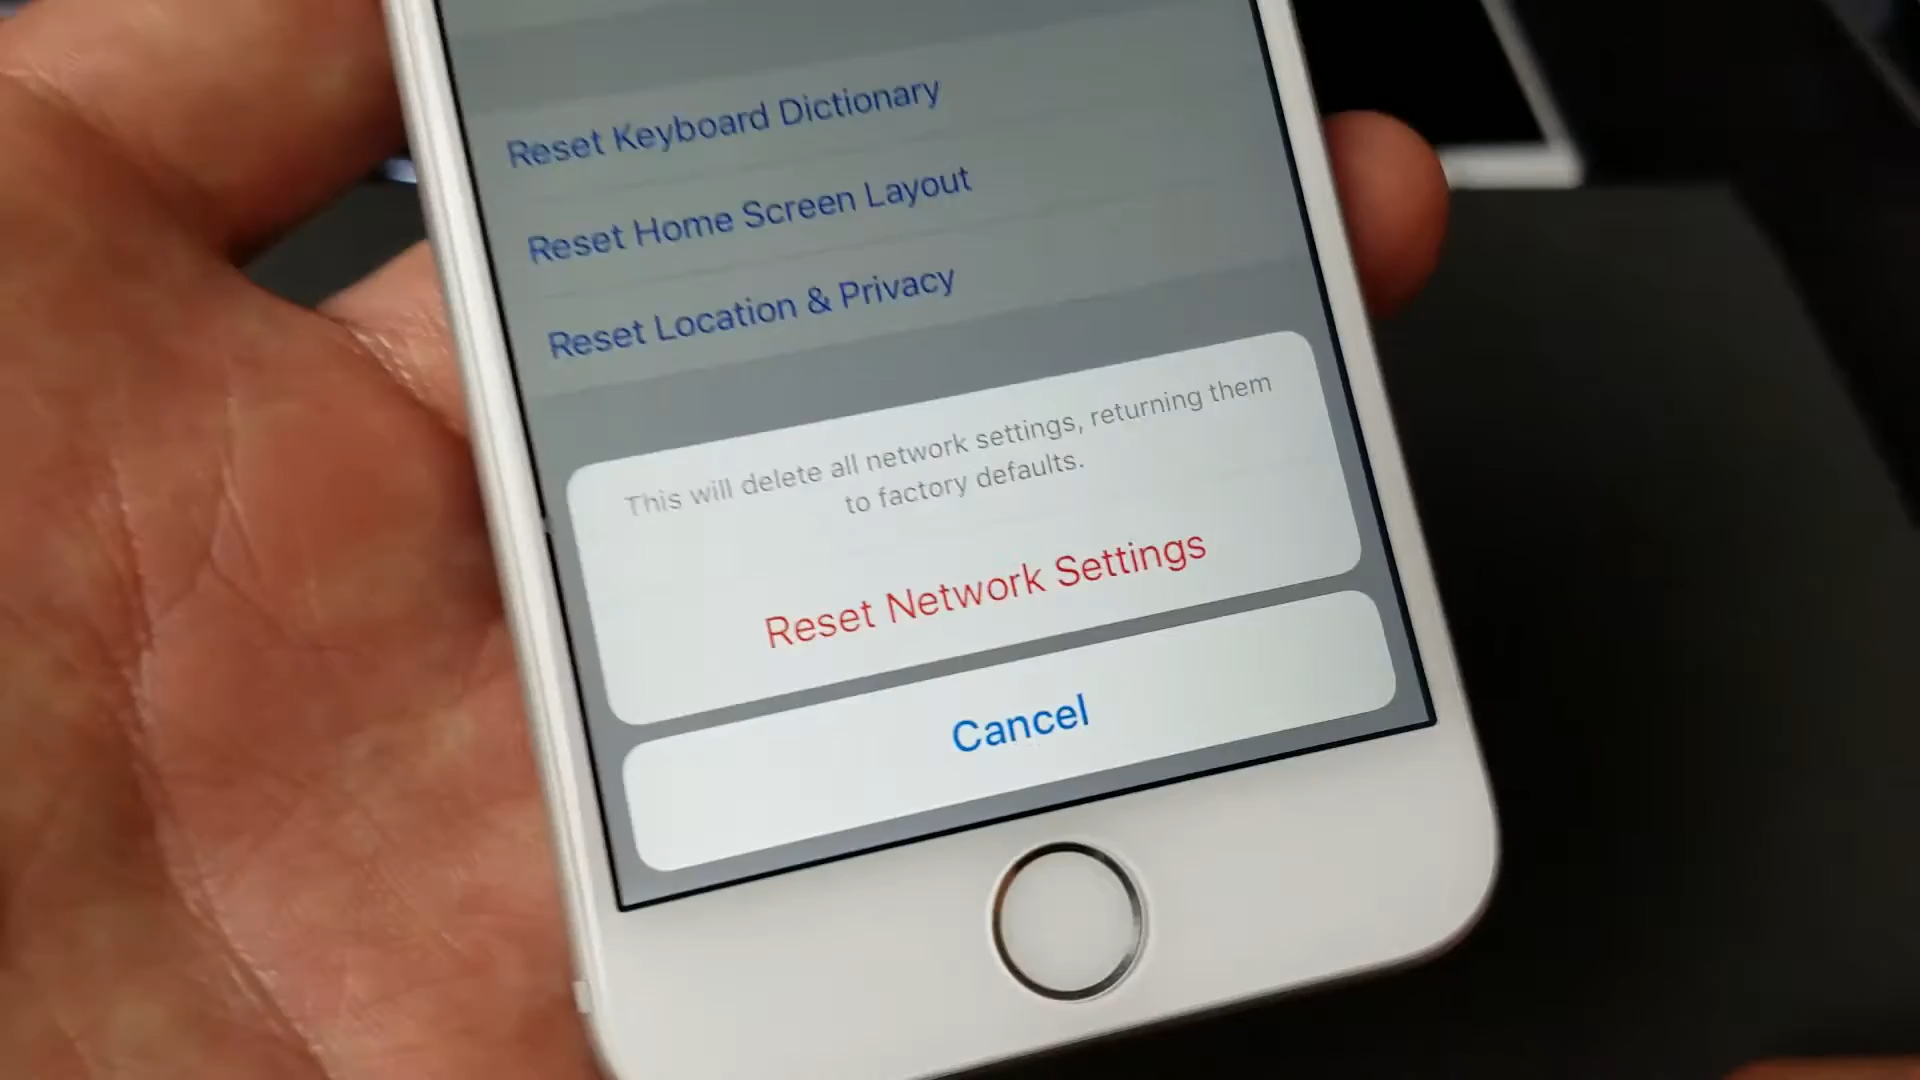 Reset Keyboard Dictionary
Reset Home Screen Layout
Reset Location & Privacy
This will delete all network settings, returning them
to factory defaults.
Reset Network Settings
Cancel